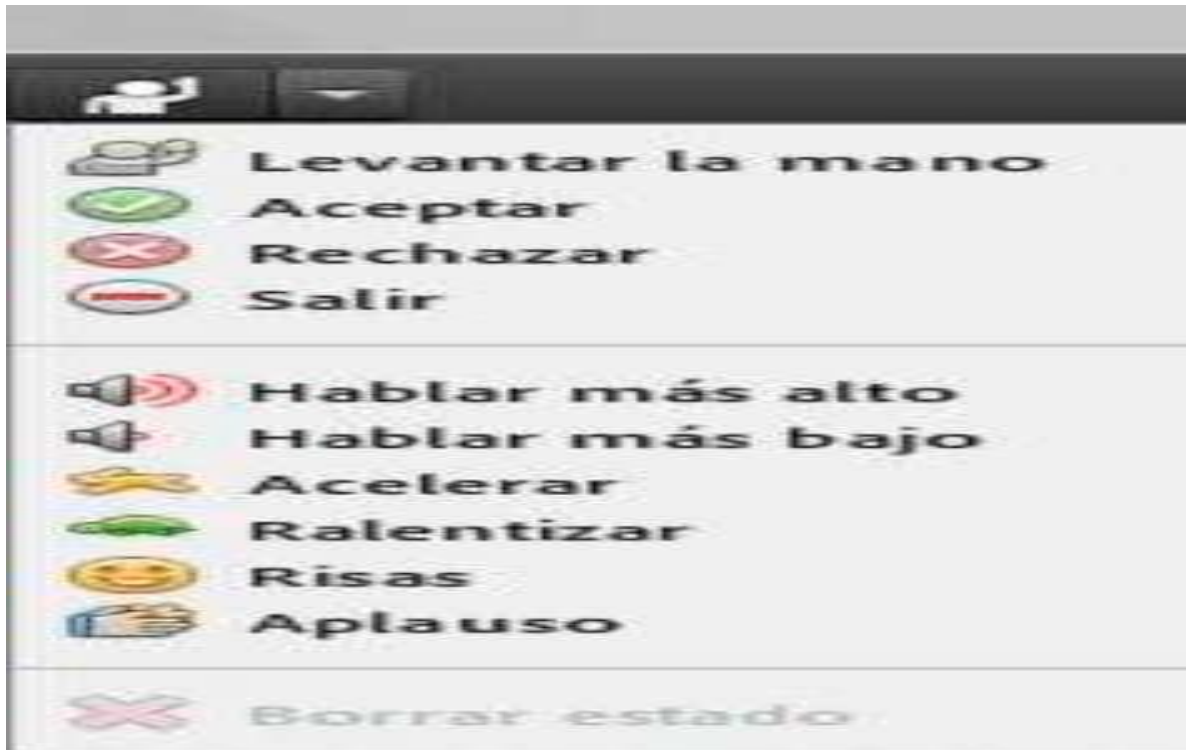 Levantar la mano
Aceptar
Rechazar
Salir
Hablar más alto
Hablar más bajo
Acelerar
Ralentizar
Risas
Aplauso
Borrar estado